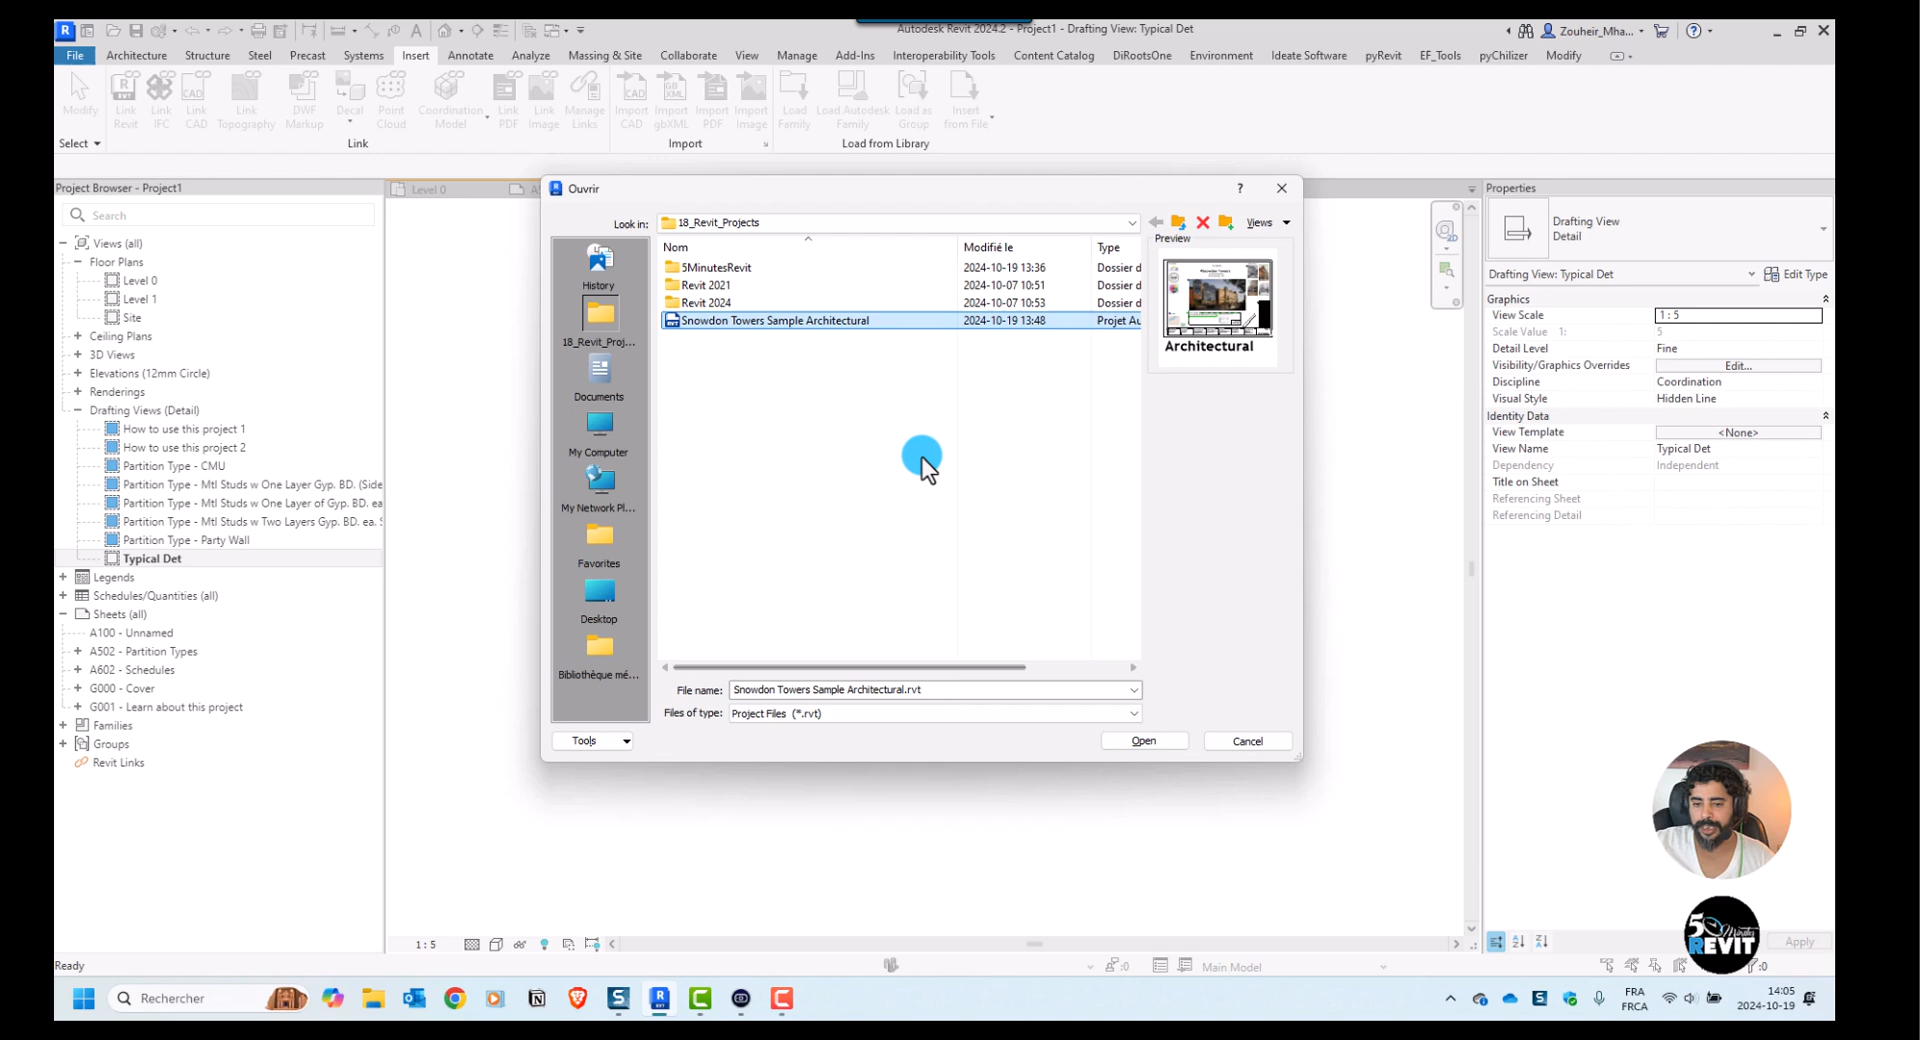 Autodesk Revit 2024.2 - Project1 - Drafting View: Typical Det
Zouheir_Mha...
File Architecture Structure Steel Precast Systems Insert Annotate Analyze Massing & Site Collaborate View Manage Add-Ins Interoperability Tools Content Catalog DiRootsOne Environment Ideate Software pyRevit EF_Tools pyChilizer Modify
Modify
Link Revit
Link IFC
Link CAD
Link Topography
DWF Markup
Decal
Point Cloud
Coordination Model
Link PDF
Link Image
Manage Links
Import CAD
Import gbXML
Import PDF
Import Image
Load Family
Load Autodesk Family
Load as Group
Insert from File
Select
Link
Import
Load from Library
Project Browser - Project1
Search
Views (all)
Floor Plans
Level 0
Level 1
Site
Ceiling Plans
3D Views
Elevations (12mm Circle)
Renderings
Drafting Views (Detail)
How to use this project 1
How to use this project 2
Partition Type - CMU
Partition Type - Mtl Studs w One Layer Gyp. BD. (Side
Partition Type - Mtl Studs w One Layer of Gyp. BD. ea
Partition Type - Mtl Studs w Two Layers Gyp. BD. ea. S
Partition Type - Party Wall
Typical Det
Legends
Schedules/Quantities (all)
Sheets (all)
A100 - Unnamed
A502 - Partition Types
A602 - Schedules
G000 - Cover
G001 - Learn about this project
Families
Groups
Revit Links
Level 0
Ouvrir
Look in: 18_Revit_Projects
Views
Nom Modifié le Type
5MinutesRevit 2024-10-19 13:36 Dossier d
Revit 2021 2024-10-07 10:51 Dossier d
Revit 2024 2024-10-07 10:53 Dossier d
Snowdon Towers Sample Architectural 2024-10-19 13:48 Projet Au
Preview
Architectural
History
18_Revit_Proj...
Documents
My Computer
My Network Pl...
Favorites
Desktop
Bibliothèque mé...
File name: Snowdon Towers Sample Architectural.rvt
Files of type: Project Files (*.rvt)
Tools
Open
Cancel
Properties
Drafting View
Detail
Drafting View: Typical Det
Edit Type
Graphics
View Scale 1 : 5
Scale Value 1: 5
Detail Level Fine
Visibility/Graphics Overrides Edit...
Discipline Coordination
Visual Style Hidden Line
Identity Data
View Template <None>
View Name Typical Det
Dependency Independent
Title on Sheet
Referencing Sheet
Referencing Detail
Apply
5 Minutes
REVIT
1 : 5
Ready
:0
Main Model
:0
Rechercher
FRA
FRCA
14:05
2024-10-19